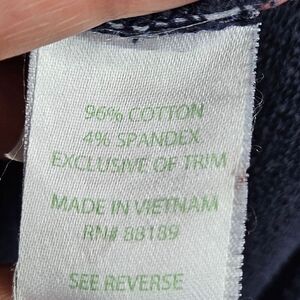 96% COTTON
4% SPANDEX
EXCLUSIVE OF TRIM
MADE IN VIETNAM
RN# 88189
SEE REVERSE